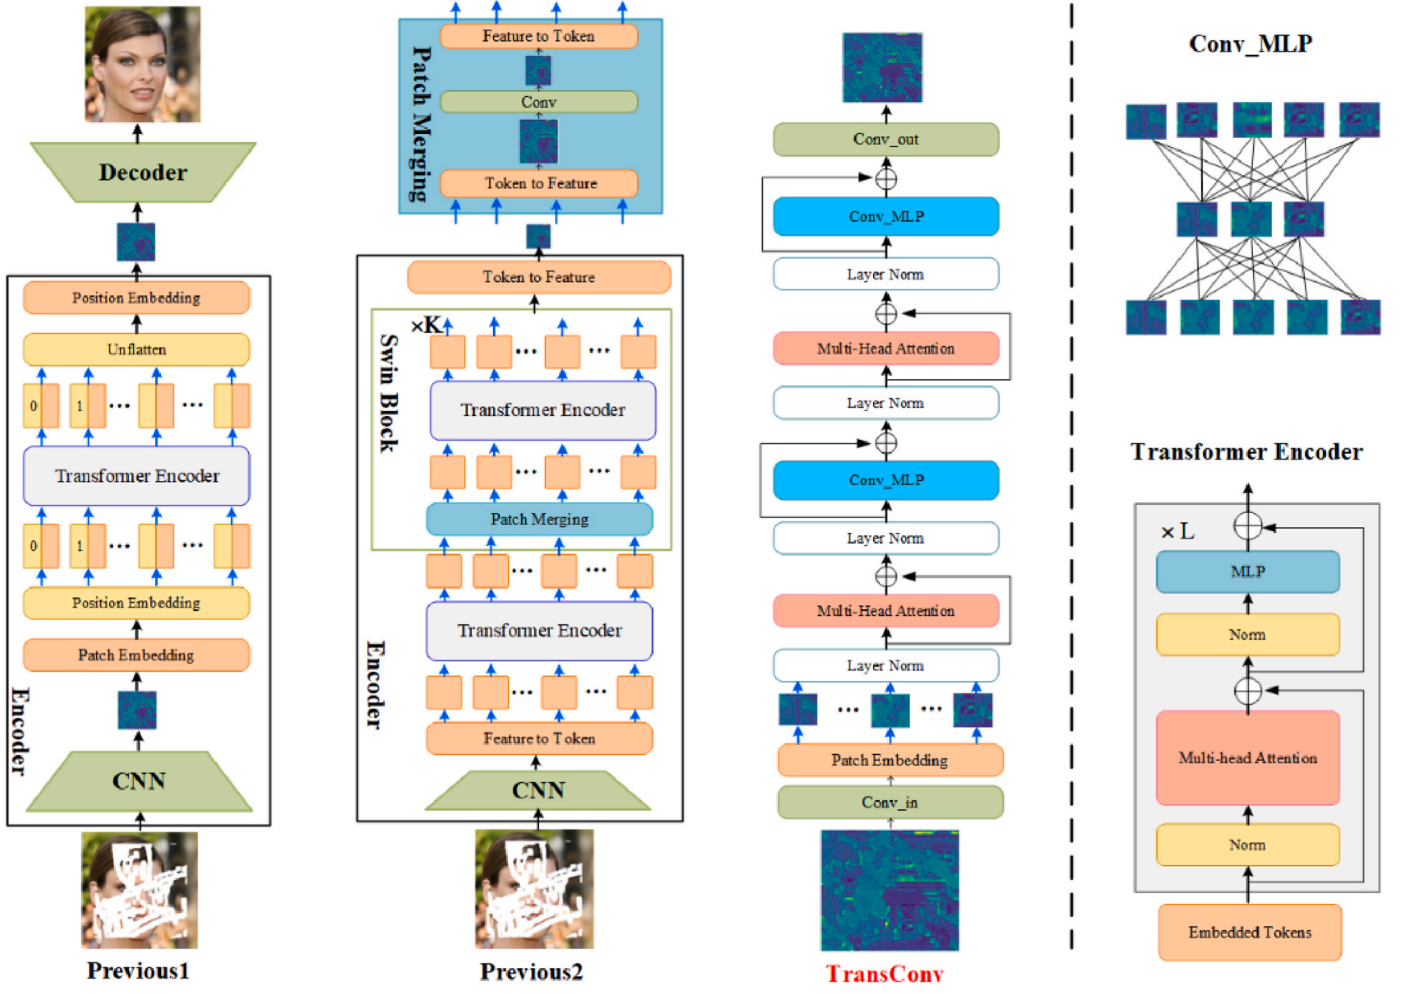 Decoder
Position Embedding
Unflatten
0
1
...
...
Transformer Encoder
0
1
...
...
Position Embedding
Patch Embedding
Encoder
CNN
Previous1
Patch Merging
Feature to Token
Conv
Token to Feature
Token to Feature
×K
Swin Block
...
...
Transformer Encoder
...
...
Patch Merging
...
...
Transformer Encoder
Encoder
...
...
Feature to Token
CNN
Previous2
Conv_out
Conv_MLP
Layer Norm
Multi-Head Attention
Layer Norm
Conv_MLP
Layer Norm
Multi-Head Attention
Layer Norm
...
...
Patch Embedding
Conv_in
TransConv
Conv_MLP
Transformer Encoder
× L
MLP
Norm
Multi-head Attention
Norm
Embedded Tokens